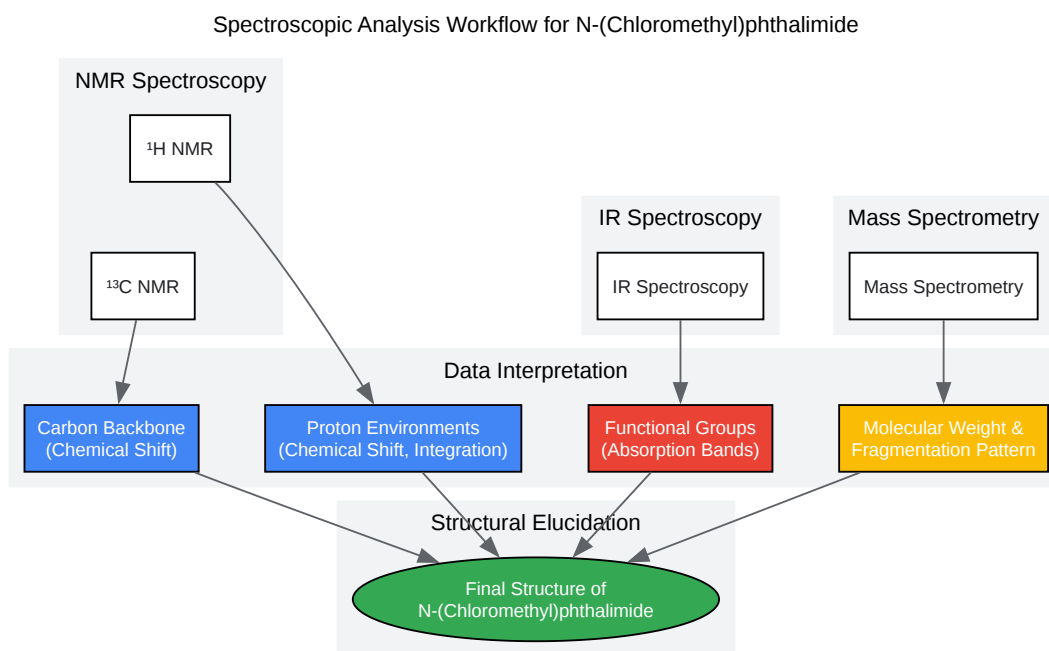 Spectroscopic Analysis Workflow for N-(Chloromethyl)phthalimide
NMR Spectroscopy
¹H NMR
IR Spectroscopy
Mass Spectrometry
¹³C NMR
IR Spectroscopy
Mass Spectrometry
Data Interpretation
Carbon Backbone
(Chemical Shift)
Proton Environments
(Chemical Shift, Integration)
Functional Groups
(Absorption Bands)
Molecular Weight &
Fragmentation Pattern
Structural Elucidation
Final Structure of
N-(Chloromethyl)phthalimide